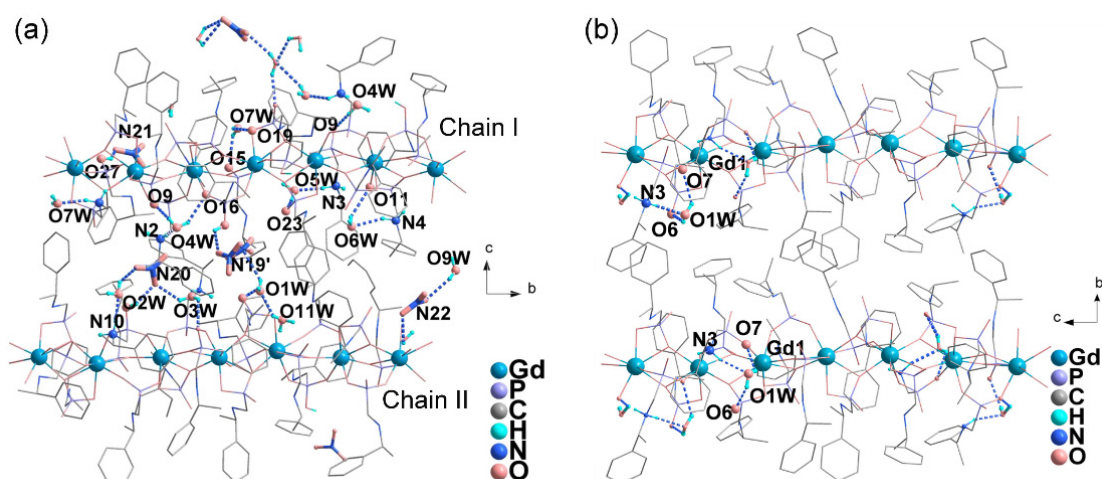 (a)
O4W
O7W
O19
O9
Chain I
N21
O27
O15
O5W
O11
N3
O7W
O9
O16
O23
N4
N2
O4W
O6W
N19'
O9W
N20
O1W
O2W
O3W
O11W
N22
N10
Chain II
c
b
Gd
P
C
H
N
O
(b)
Gd1
O7
N3
O6
O1W
O7
N3
Gd1
O1W
O6
b
c
Gd
P
C
H
N
O